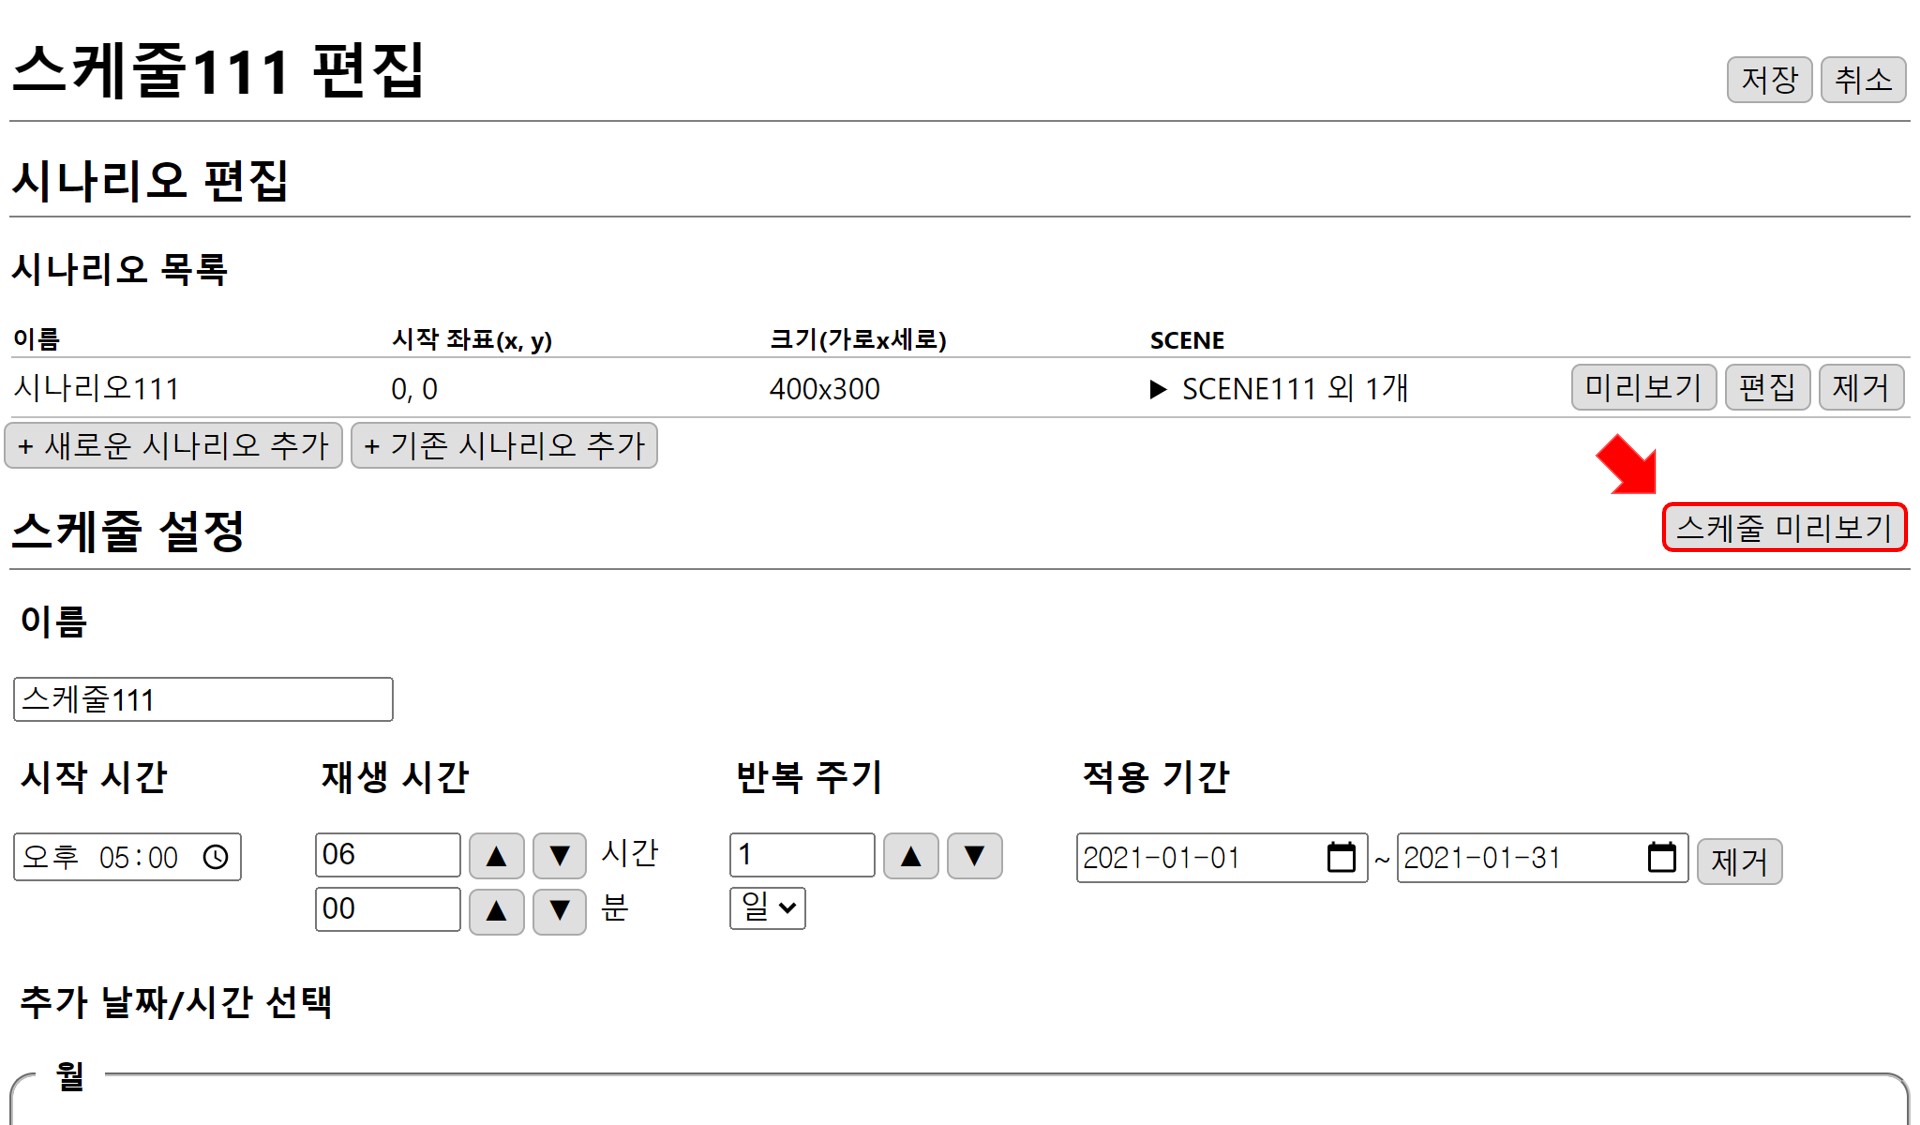 스케줄111 편집
저장 취소
시나리오 편집
시나리오 목록
이름 시작 좌표(x, y) 크기(가로x세로) SCENE
시나리오111 0, 0 400x300 ▶ SCENE111 외 1개 미리보기 편집 제거
+ 새로운 시나리오 추가 + 기존 시나리오 추가
스케줄 설정 스케줄 미리보기
이름
스케줄111
시작 시간 재생 시간 반복 주기 적용 기간
오후 05:00 06 ▲ ▼ 시간 1 ▲ ▼ 2021-01-01 ~ 2021-01-31 제거
00 ▲ ▼ 분 일
추가 날짜/시간 선택
월